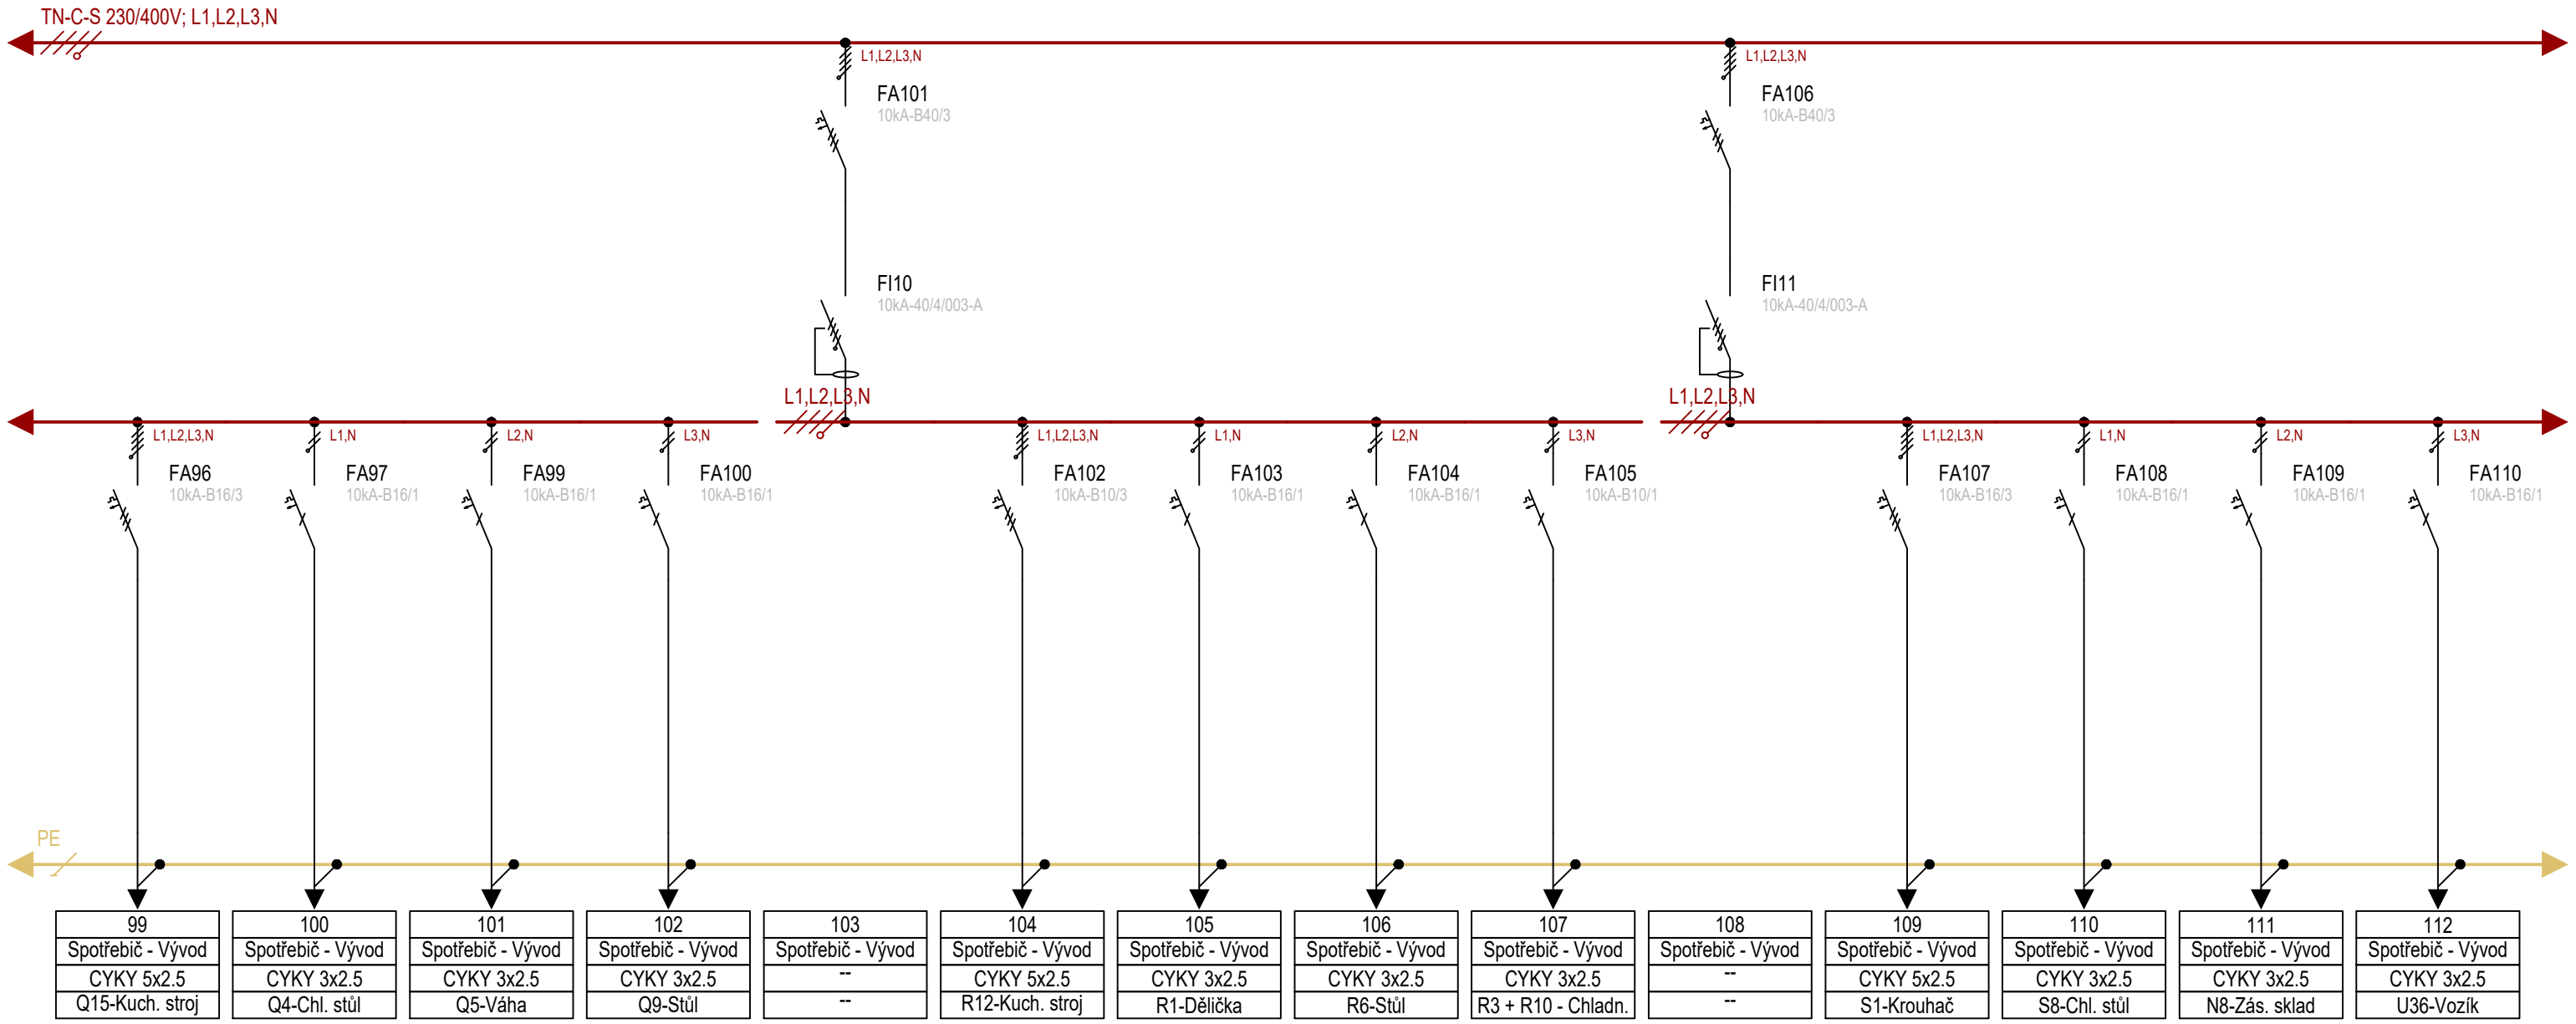 TN-C-S 230/400V; L1,L2,L3,N
L1,L2,L3,N
FA101
10kA-B40/3
L1,L2,L3,N
FA106
10kA-B40/3
FI10
10kA-40/4/003-A
FI11
10kA-40/4/003-A
L1,L2,L3,N
L1,L2,L3,N
L1,L2,L3,N
FA96
10kA-B16/3
L1,N
FA97
10kA-B16/1
L2,N
FA99
10kA-B16/1
L3,N
FA100
10kA-B16/1
L1,L2,L3,N
FA102
10kA-B10/3
L1,N
FA103
10kA-B16/1
L2,N
FA104
10kA-B16/1
L3,N
FA105
10kA-B10/1
L1,L2,L3,N
FA107
10kA-B16/3
L1,N
FA108
10kA-B16/1
L2,N
FA109
10kA-B16/1
L3,N
FA110
10kA-B16/1
PE
99
Spotřebič - Vývod
CYKY 5x2.5
Q15-Kuch. stroj
100
Spotřebič - Vývod
CYKY 3x2.5
Q4-Chl. stůl
101
Spotřebič - Vývod
CYKY 3x2.5
Q5-Váha
102
Spotřebič - Vývod
CYKY 3x2.5
Q9-Stůl
103
Spotřebič - Vývod
--
--
104
Spotřebič - Vývod
CYKY 5x2.5
R12-Kuch. stroj
105
Spotřebič - Vývod
CYKY 3x2.5
R1-Dělička
106
Spotřebič - Vývod
CYKY 3x2.5
R6-Stůl
107
Spotřebič - Vývod
CYKY 3x2.5
R3 + R10 - Chladn.
108
Spotřebič - Vývod
--
--
109
Spotřebič - Vývod
CYKY 5x2.5
S1-Krouhač
110
Spotřebič - Vývod
CYKY 3x2.5
S8-Chl. stůl
111
Spotřebič - Vývod
CYKY 3x2.5
N8-Zás. sklad
112
Spotřebič - Vývod
CYKY 3x2.5
U36-Vozík